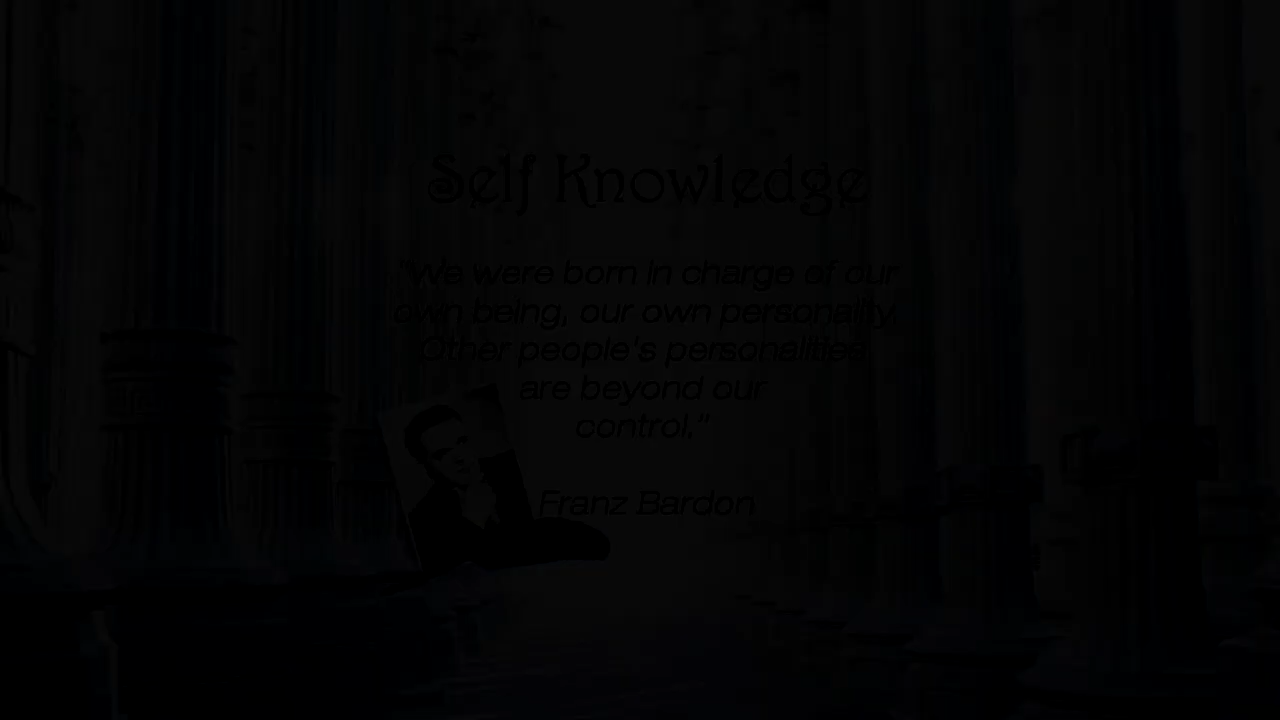 Self Knowledge
"We were born in charge of our
own being, our own personality.
Other people's personalities
are beyond our
control.”
Franz Bardon